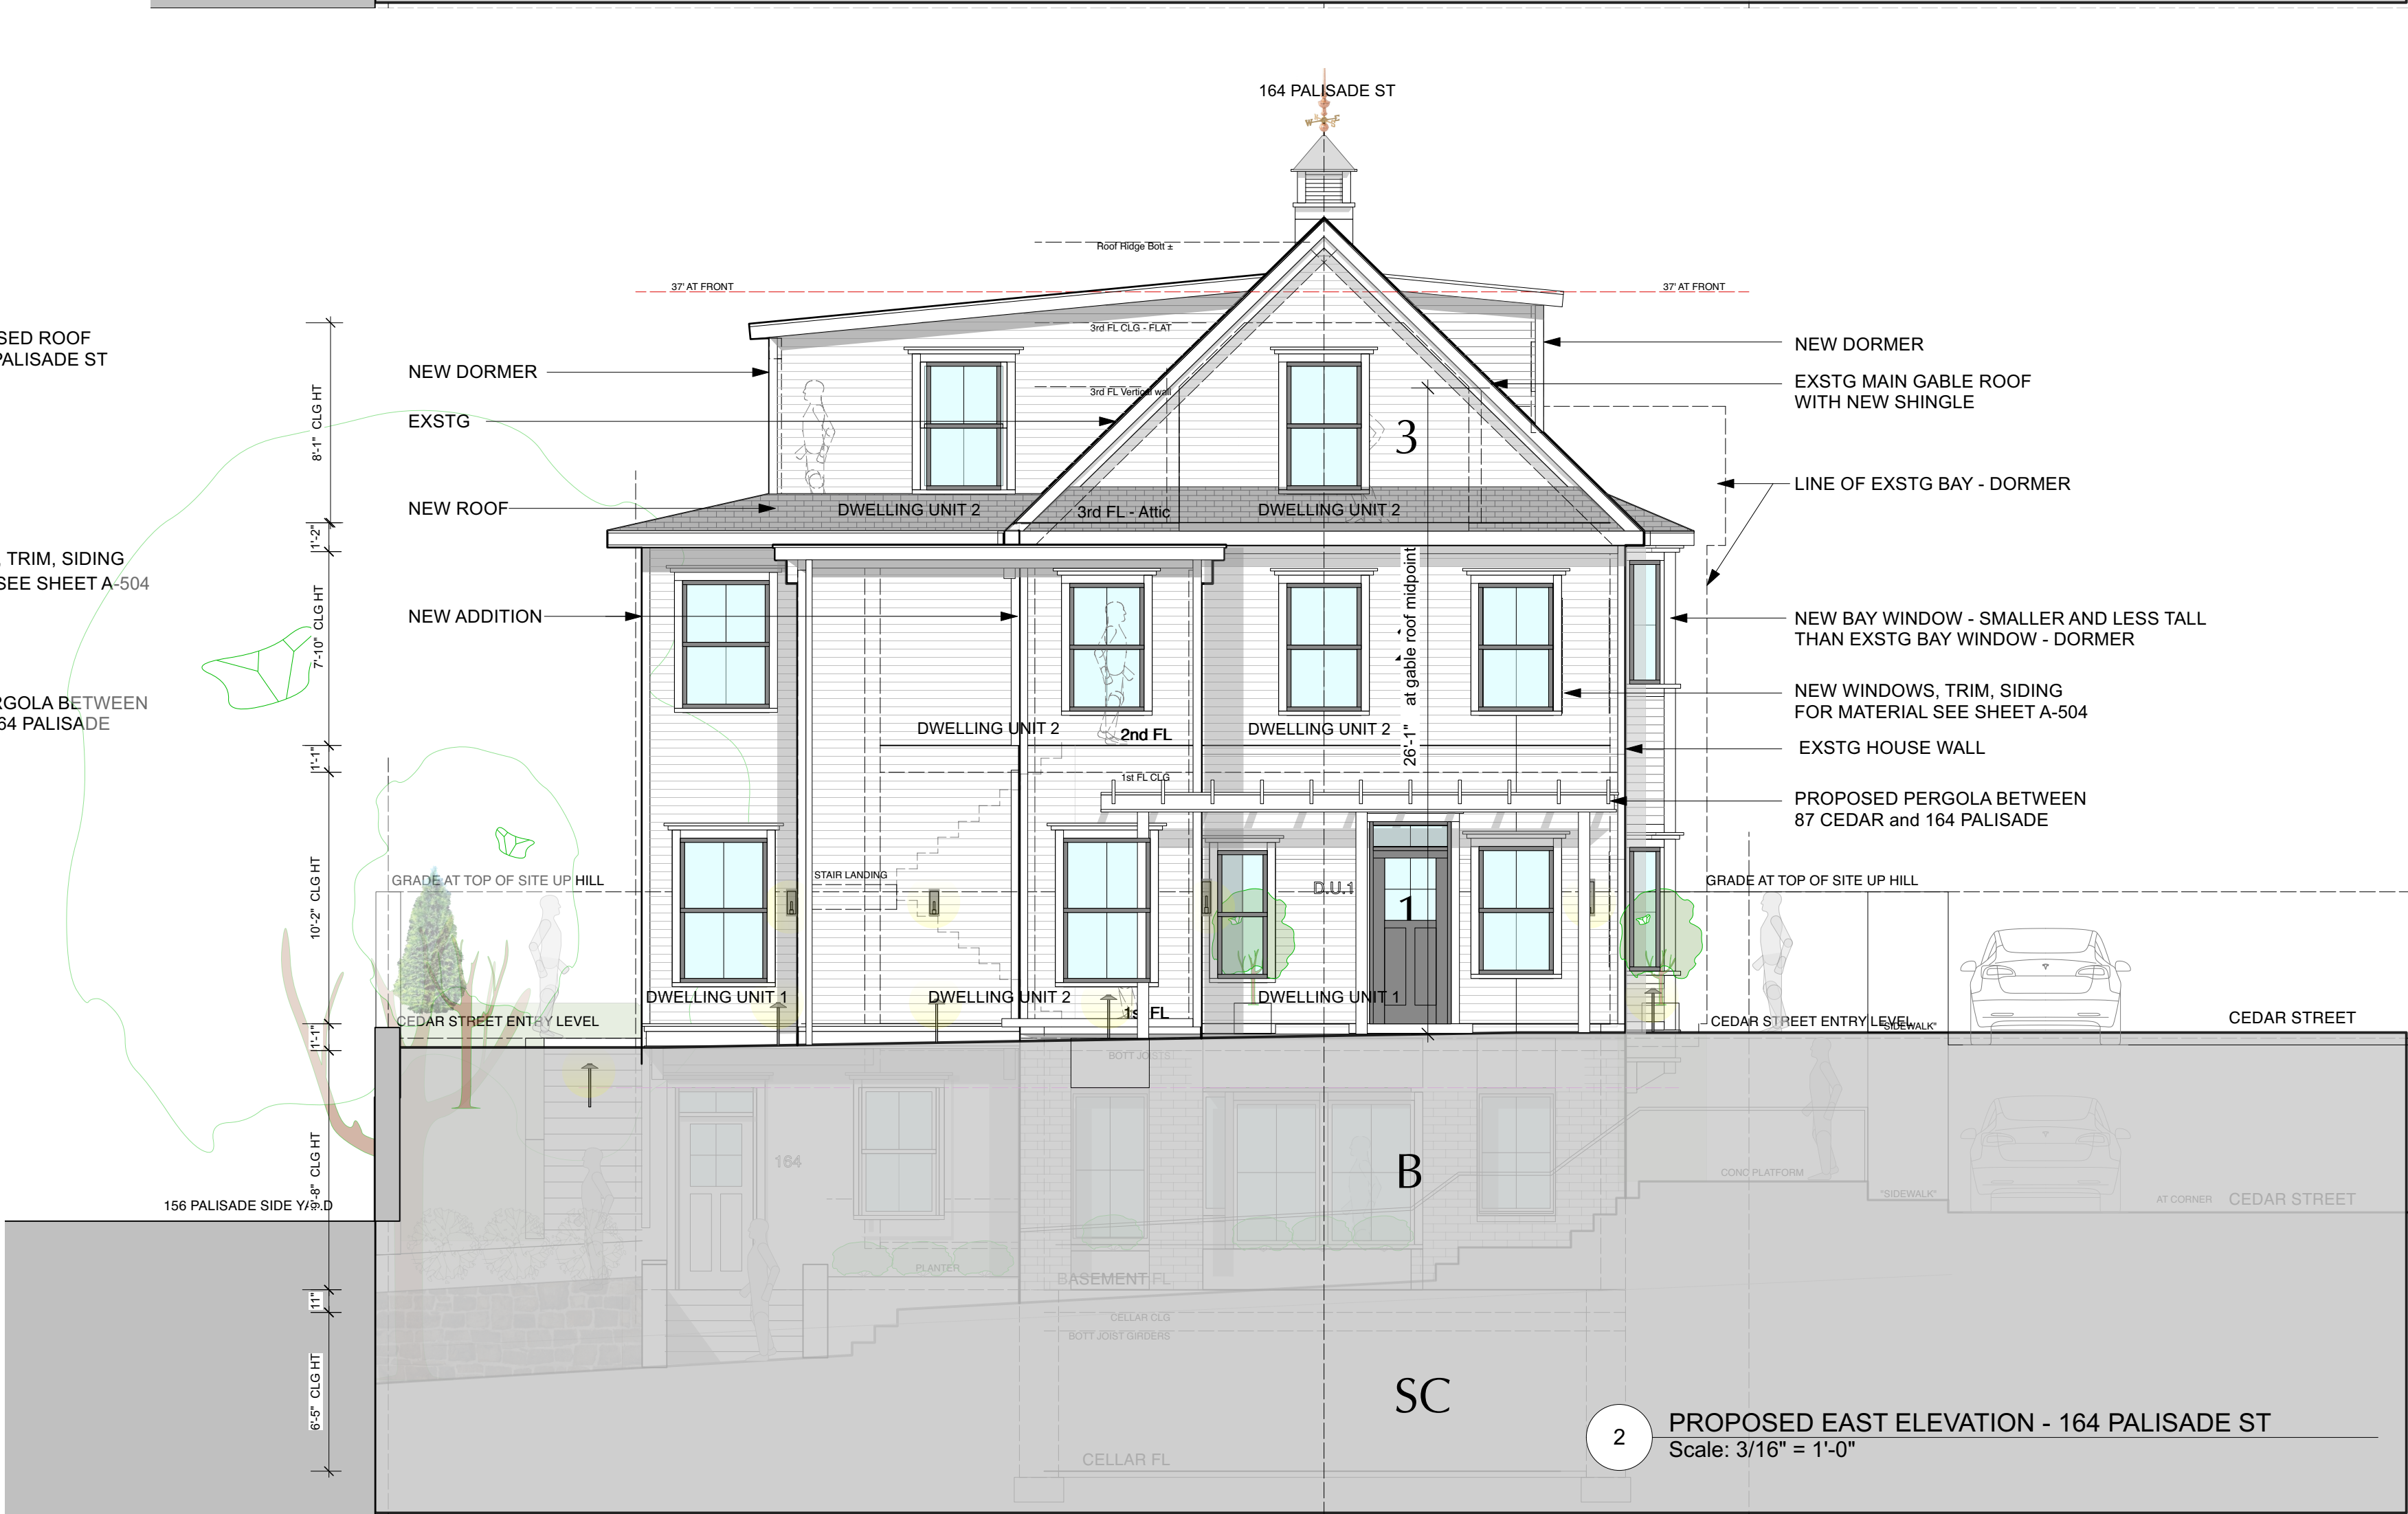 164 PALISADE ST
W E
Roof Ridge Bott ±
37' AT FRONT
37' AT FRONT
3rd FL CLG - FLAT
SED ROOF
PALISADE ST
NEW DORMER
NEW DORMER
EXSTG MAIN GABLE ROOF
WITH NEW SHINGLE
3rd FL Vertical wall
8'-1" CLG HT
EXSTG
3
LINE OF EXSTG BAY - DORMER
NEW ROOF
DWELLING UNIT 2
3rd FL - Attic
DWELLING UNIT 2
1'-2"
, TRIM, SIDING
SEE SHEET A-504
NEW ADDITION
7'-10" CLG HT
26'-1" at gable roof midpoint
NEW BAY WINDOW - SMALLER AND LESS TALL
THAN EXSTG BAY WINDOW - DORMER
RGOLA BETWEEN
64 PALISADE
NEW WINDOWS, TRIM, SIDING
FOR MATERIAL SEE SHEET A-504
DWELLING UNIT 2
2nd FL
DWELLING UNIT 2
EXSTG HOUSE WALL
1'-1"
1st FL CLG
PROPOSED PERGOLA BETWEEN
87 CEDAR and 164 PALISADE
10'-2" CLG HT
GRADE AT TOP OF SITE UP HILL
STAIR LANDING
D.U.1
1
GRADE AT TOP OF SITE UP HILL
DWELLING UNIT 1
DWELLING UNIT 2
1st FL
DWELLING UNIT 1
CEDAR STREET ENTRY LEVEL
CEDAR STREET ENTRY LEVEL
"SIDEWALK"
CEDAR STREET
1'-1"
BOTT JOISTS
164
B
CONC PLATFORM
"SIDEWALK"
AT CORNER
CEDAR STREET
-8" CLG HT
156 PALISADE SIDE YARD
PLANTER
BASEMENT FL
11"
CELLAR CLG
BOTT JOIST GIRDERS
6'-5" CLG HT
SC
CELLAR FL
2
PROPOSED EAST ELEVATION - 164 PALISADE ST
Scale: 3/16" = 1'-0"